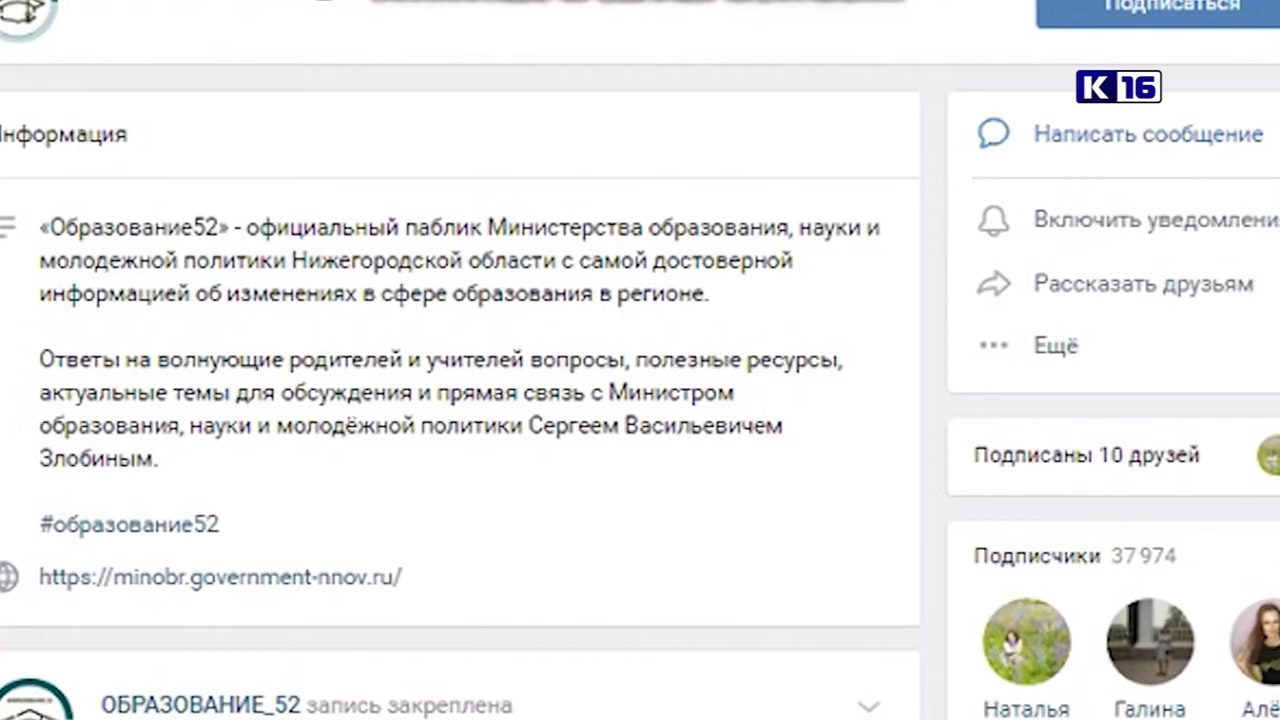 Подписаться
К 16
Информация
Написать сообщение
«Образование52» - официальный паблик Министерства образования, науки и
молодежной политики Нижегородской области с самой достоверной
информацией об изменениях в сфере образования в регионе.
Включить уведомлени
Рассказать друзьям
Ещё
Ответы на волнующие родителей и учителей вопросы, полезные ресурсы,
актуальные темы для обсуждения и прямая связь с Министром
образования, науки и молодёжной политики Сергеем Васильевичем
Злобиным.
Подписаны 10 друзей
#образование52
https://minobr.government-nnov.ru/
Подписчики 37 974
Наталья Галина Алё
ОБРАЗОВАНИЕ_52 запись закреплена